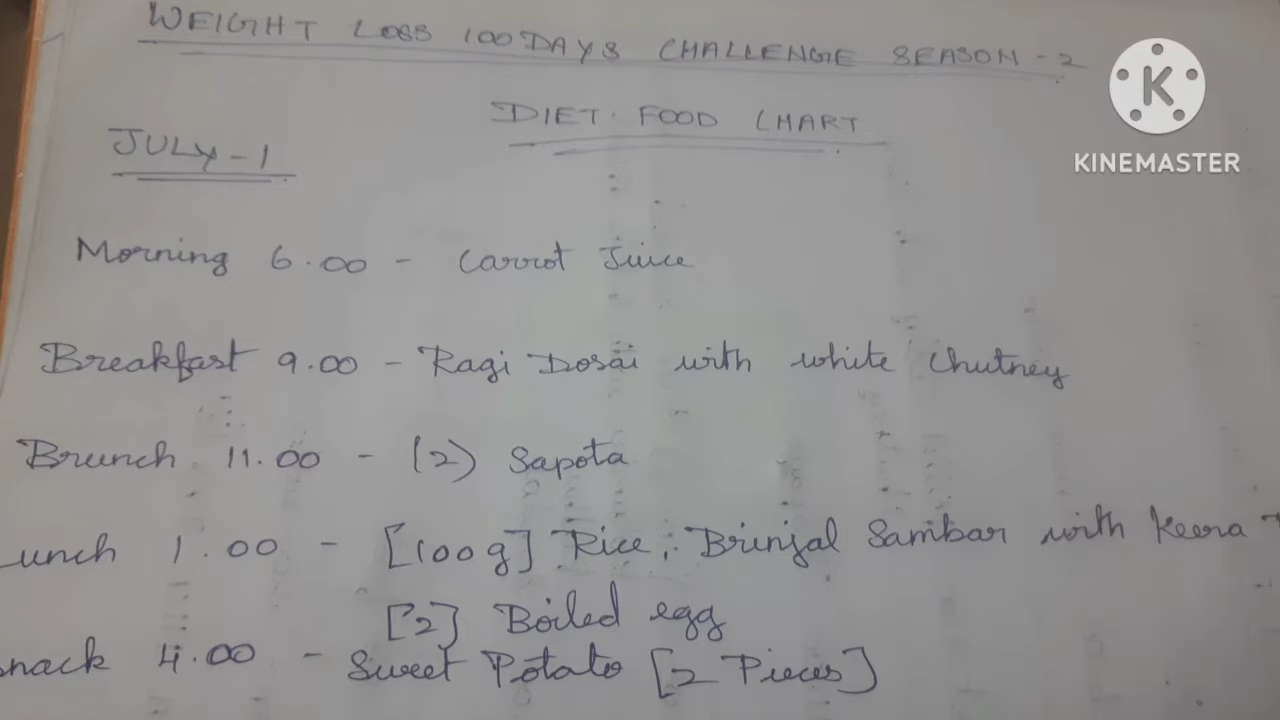 WEIGHT LOSS 100 DAYS CHALLENGE SEASON - 2
DIET FOOD CHART
JULY - 1
K
KINEMASTER
Morning 6.00 - Carrot Juice
Breakfast 9.00 - Ragi Dosai with white Chutney
Brunch 11.00 - (2) Sapota
unch 1.00 - [100g] Rice, Brinjal Sambar with Keera
[2] Boiled egg
nack 4.00 - Sweet Potato [2 Pieces]